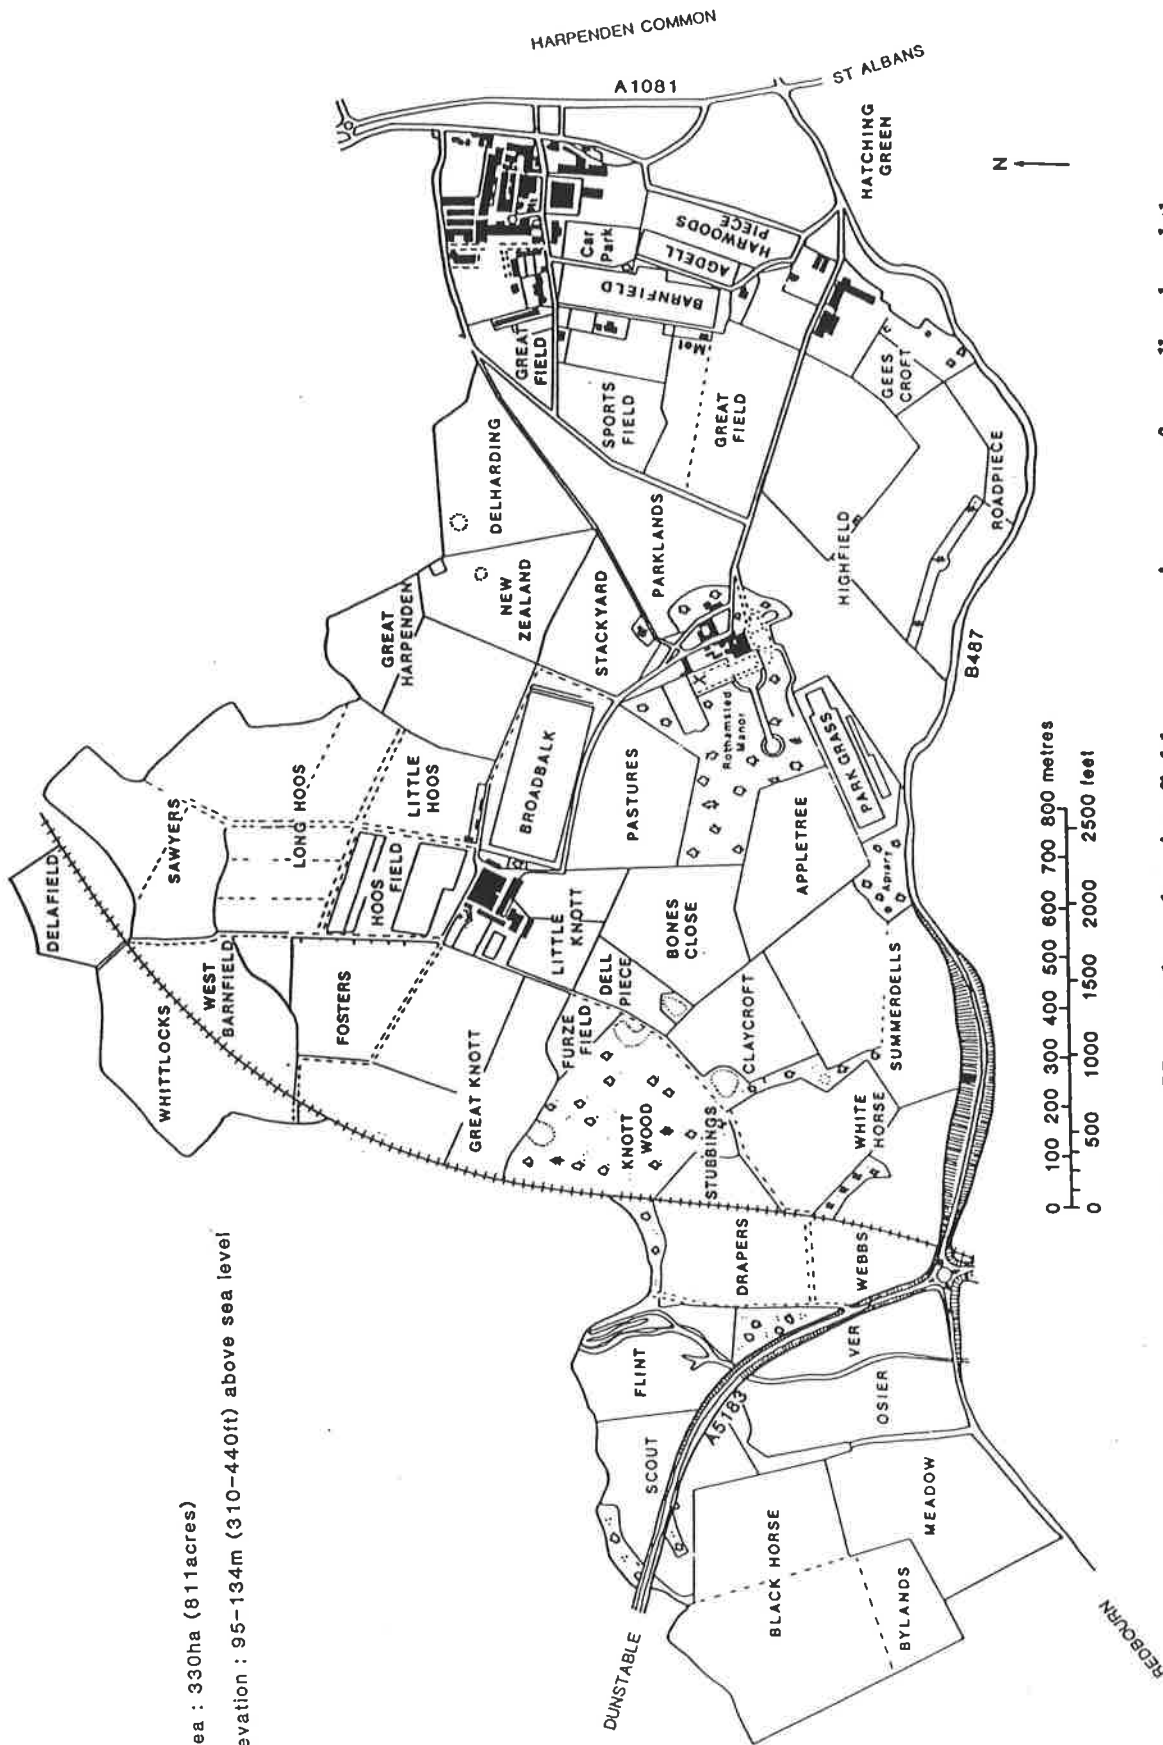 HARPENDEN COMMON
A1081
ST ALBANS
HATCHING
GREEN
N
HARWOODS
PIECE
AGDELL
BARNFIELD
Car
Park
GREAT
FIELD
SPORTS
FIELD
Met
GREAT
FIELD
GEES
CROFT
ROADPIECE
HIGHFIELD
B487
DELHARDING
NEW
ZEALAND
PARKLANDS
STACKYARD
GREAT
HARPENDEN
Rothamsted
Manor
PARK GRASS
BROADBALK
PASTURES
APPLETREE
Apiary
LITTLE
HOOS
LONG HOOS
HOOS
FIELD
SAWYERS
DELAFIELD
WEST
BARNFIELD
WHITTLOCKS
FOSTERS
LITTLE
KNOTT
DELL
PIECE
BONES
CLOSE
FURZE
FIELD
GREAT KNOTT
KNOTT
WOOD
CLAYCROFT
SUMMERDELLS
STUBBINGS
WHITE
HORSE
DRAPERS
WEBBS
VER
FLINT
OSIER
A5183
SCOUT
MEADOW
BLACK HORSE
BYLANDS
DUNSTABLE
REDBOURN
0 100 200 300 400 500 600 700 800 metres
0 500 1000 1500 2000 2500 feet
ea : 330ha (811acres)
evation : 95-134m (310-440ft) above sea level